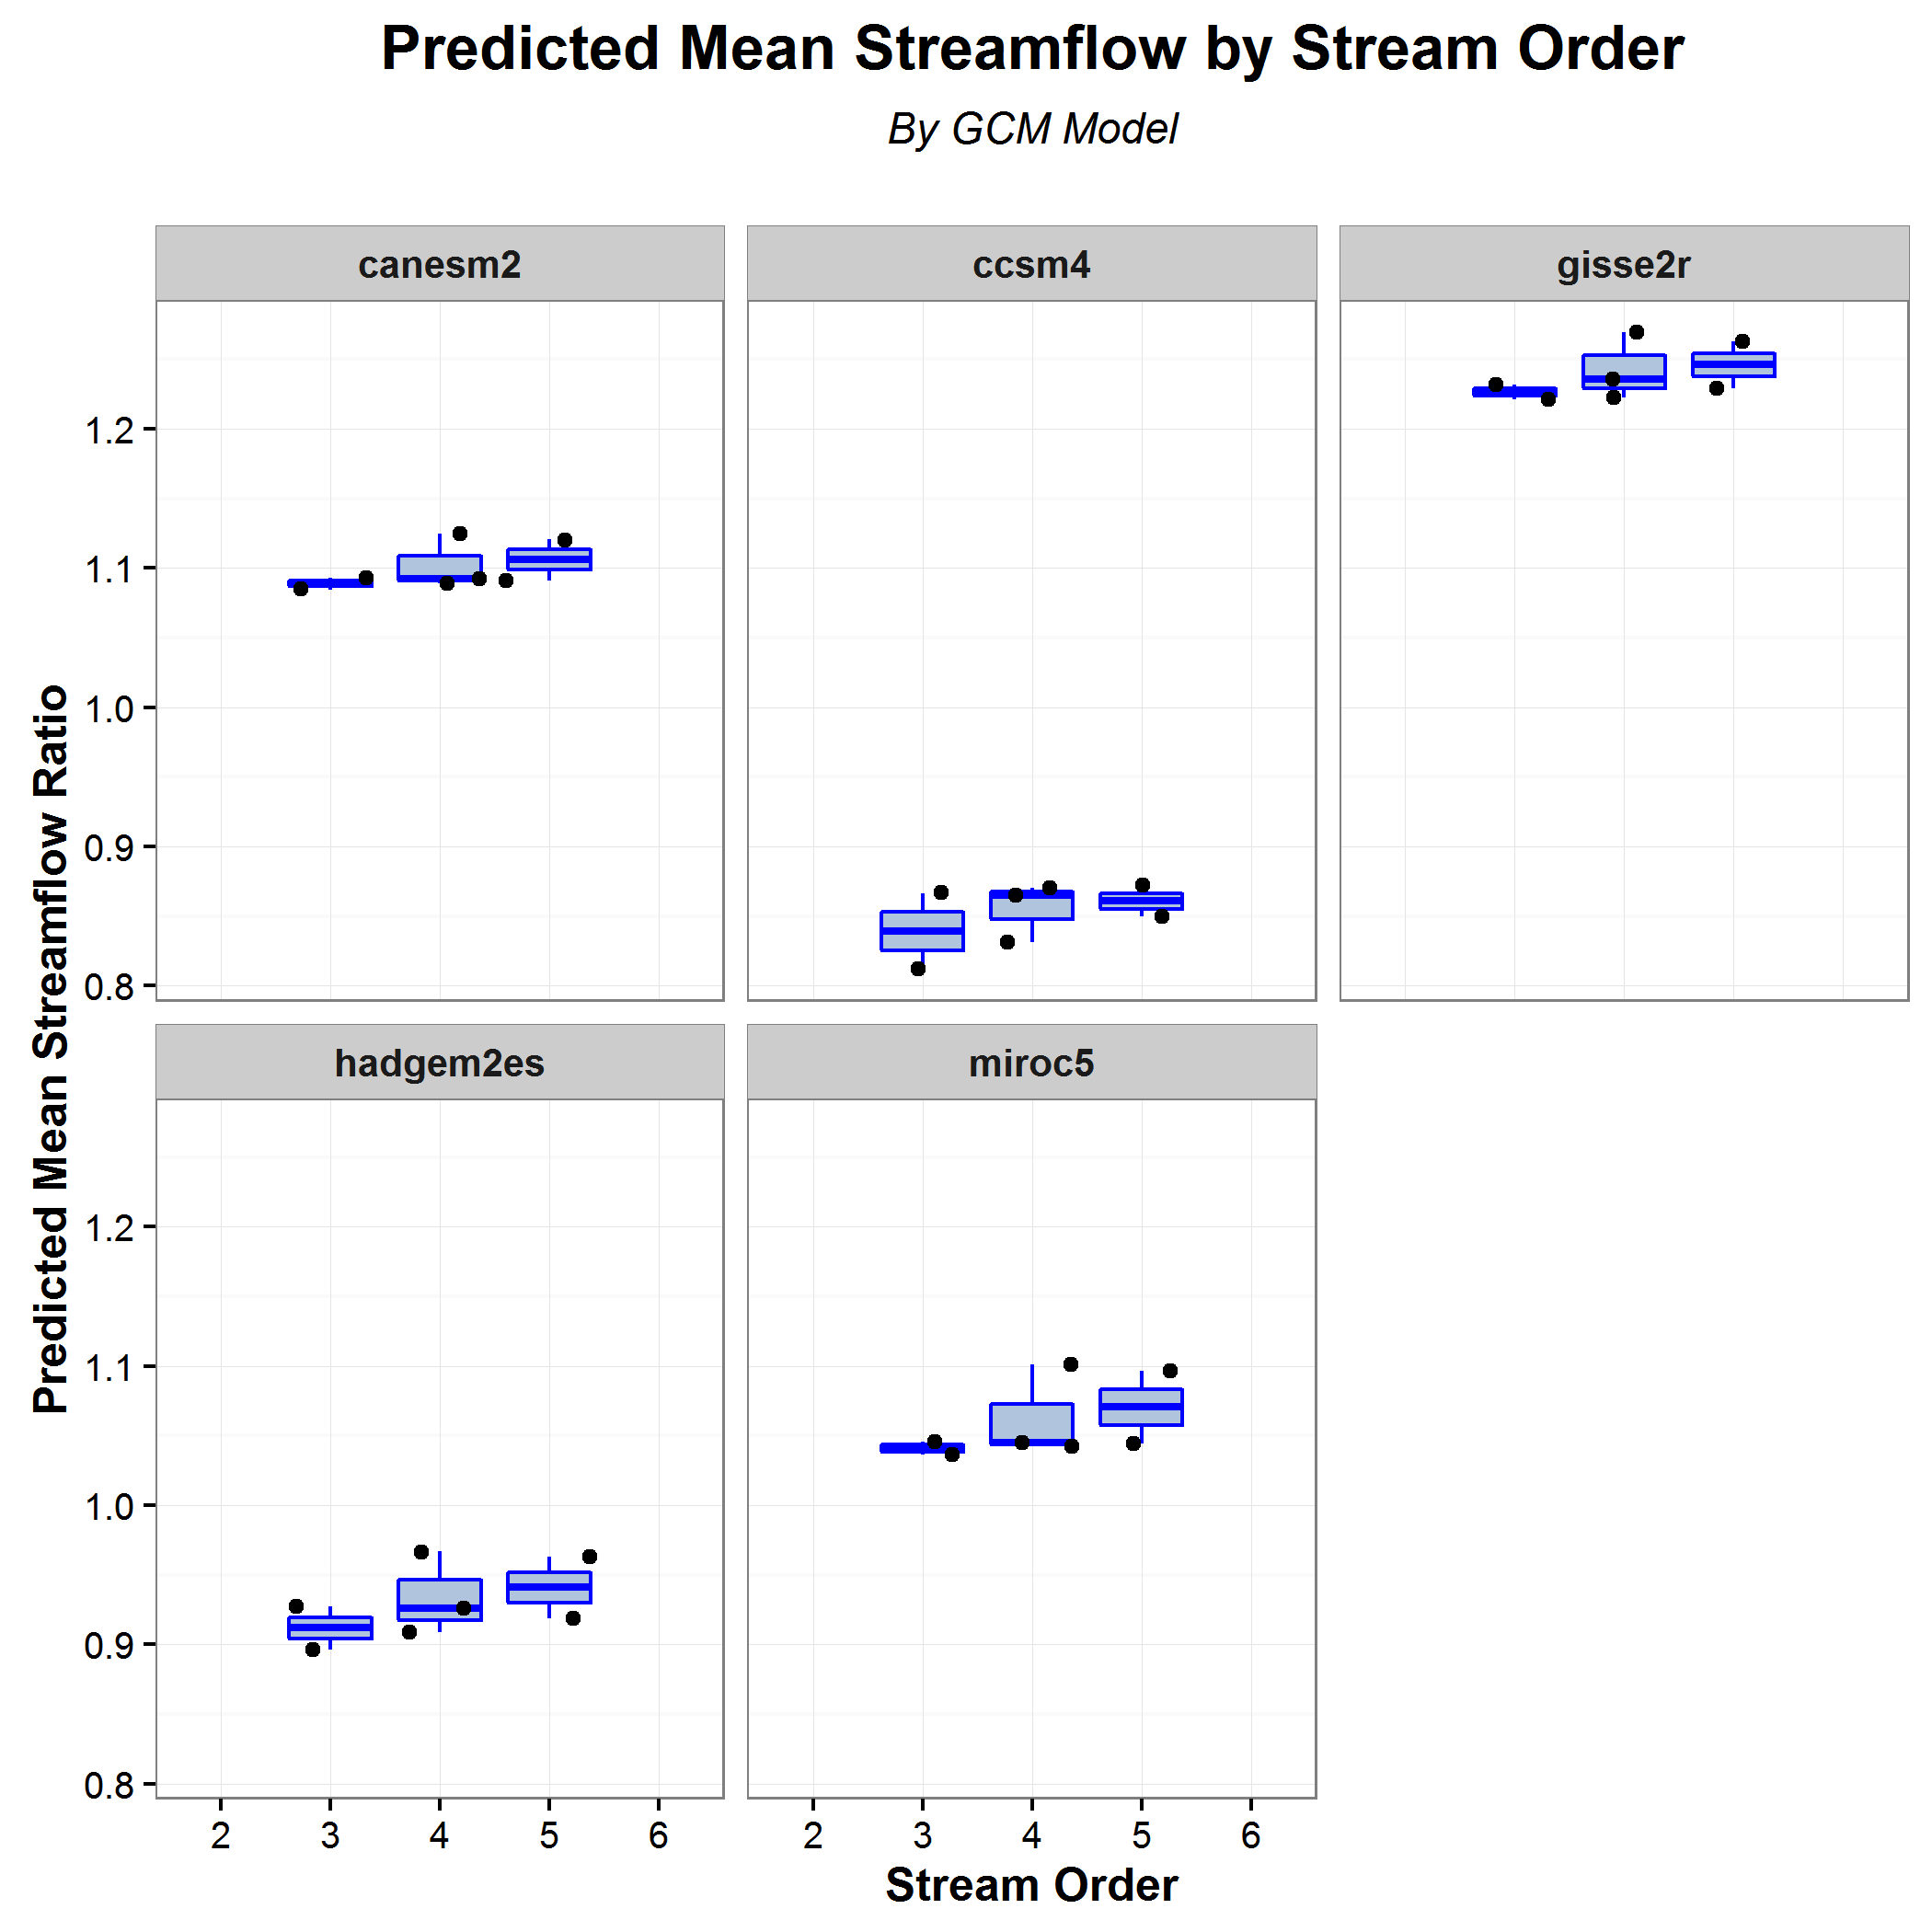 Predicted Mean Streamflow by Stream Order
By GCM Model
canesm2
ccsm4
gisse2r
1.2
1.1
1.0
0.9
0.8
hadgem2es
miroc5
1.2
1.1
1.0
0.9
0.8
2 3 4 5 6
2 3 4 5 6
Stream Order
Predicted Mean Streamflow Ratio